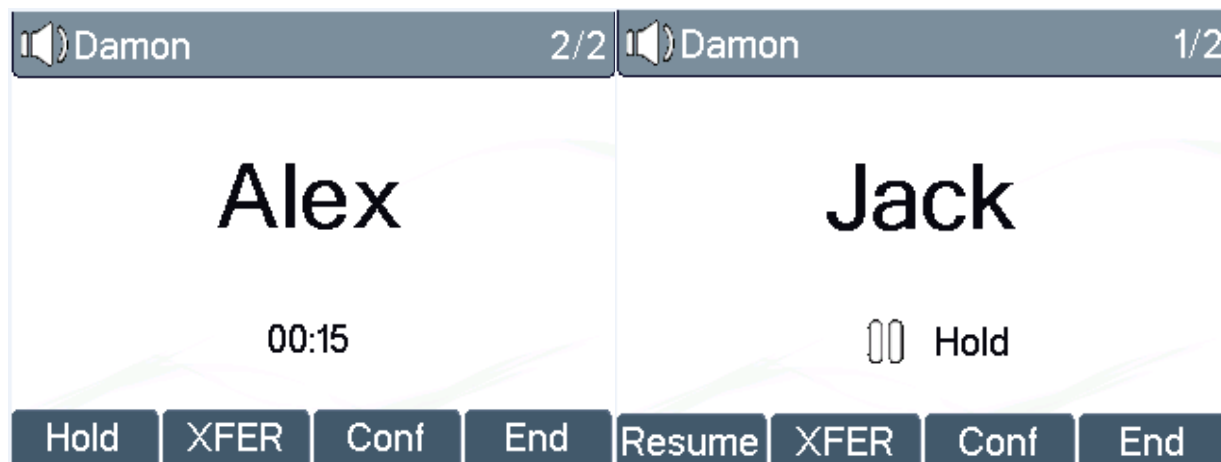 Damon 2/2
Alex
00:15
Hold XFER Conf End
Damon 1/2
Jack
Hold
Resume XFER Conf End